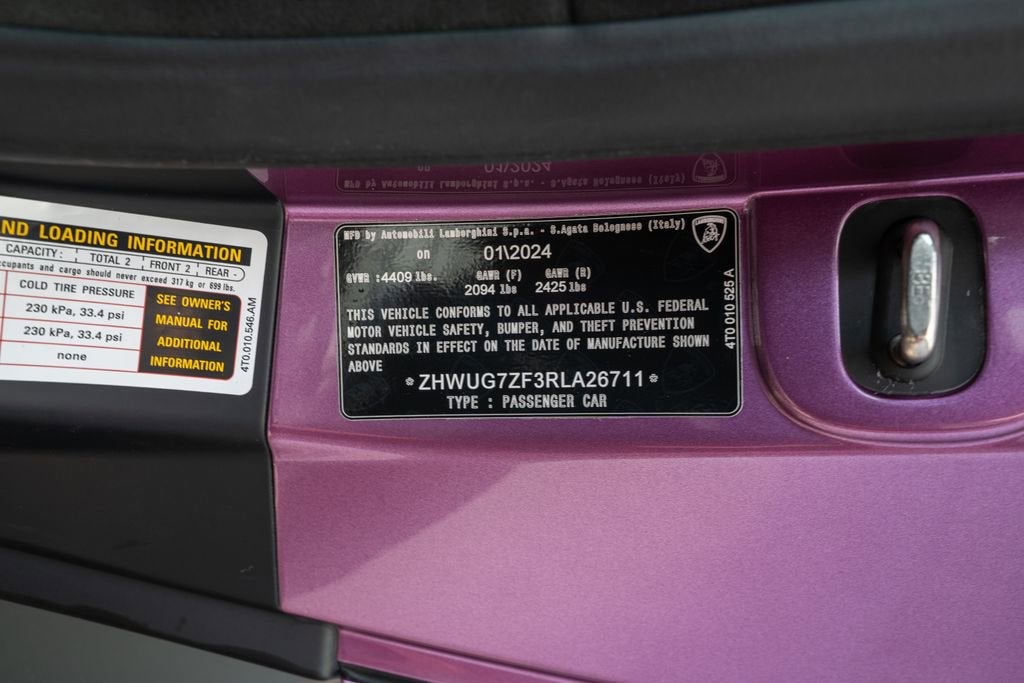 ND LOADING INFORMATION
CAPACITY: TOTAL 2 FRONT 2 REAR -
cupants and cargo should never exceed 317 kg or 699 lbs.
COLD TIRE PRESSURE
230 kPa, 33.4 psi
230 kPa, 33.4 psi
none
SEE OWNER'S
MANUAL FOR
ADDITIONAL
INFORMATION
4T0.010.546.AM
MFD by Automobili Lamborghini S.p.a. - S.Agata Bolognese (Italy)
on 01\2024
GVWR :4409 lbs. GAWR (F) GAWR (R)
2094 lbs 2425 lbs
THIS VEHICLE CONFORMS TO ALL APPLICABLE U.S. FEDERAL
MOTOR VEHICLE SAFETY, BUMPER, AND THEFT PREVENTION
STANDARDS IN EFFECT ON THE DATE OF MANUFACTURE SHOWN
ABOVE
* ZHWUG7ZF3RLA26711 *
TYPE : PASSENGER CAR
4T0 010 525 A